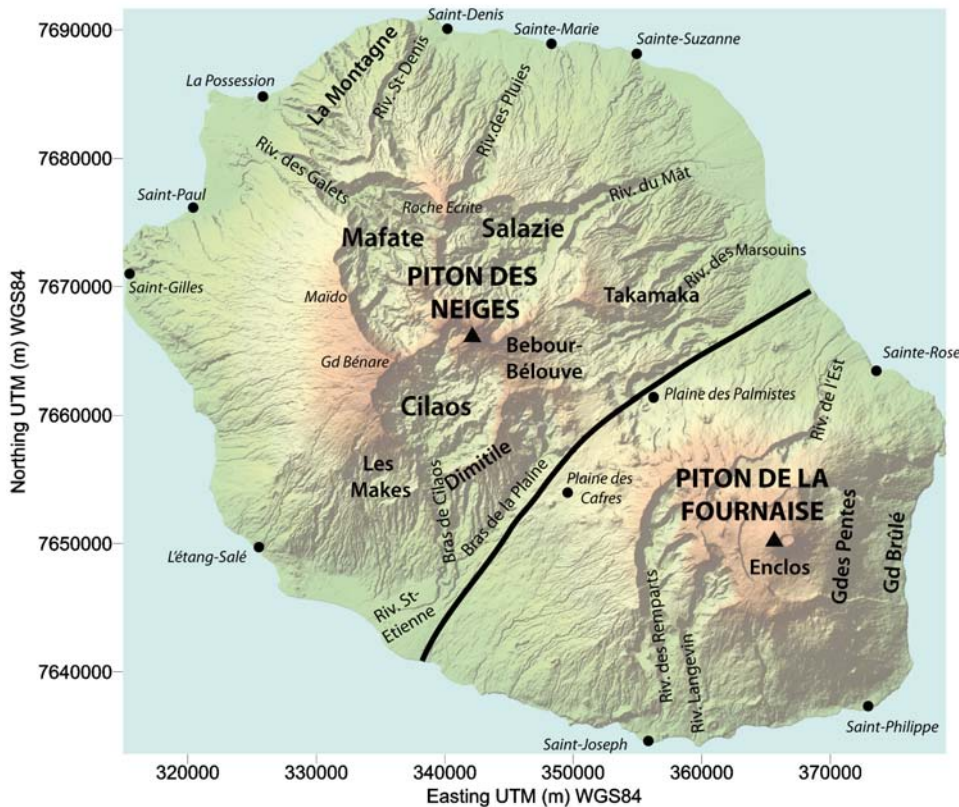 7690000
7680000
7670000
7660000
7650000
7640000
Northing UTM (m) WGS84
320000
330000
340000
350000
360000
370000
Easting UTM (m) WGS84
Saint-Denis
Sainte-Marie
Sainte-Suzanne
La Possession
La Montagne
Riv. St-Denis
Riv.des Pluies
Riv. des Galets
Riv. du Mât
Saint-Paul
Roche Ecrite
Mafate
Salazie
Riv. des Marsouins
Saint-Gilles
Maïdo
PITON DES
NEIGES
Takamaka
Gd Bénare
Bebour-
Bélouve
Sainte-Rose
Cilaos
Plaine des Palmistes
Riv. de l'Est
Les
Makes
Dimitile
Bras de Cilaos
Bras de la Plaine
Plaine des
Cafres
PITON DE LA
FOURNAISE
Gdes Pentes
Gd Brûlé
L'étang-Salé
Enclos
Riv. St-
Etienne
Riv. des Remparts
Riv. Langevin
Saint-Joseph
Saint-Philippe